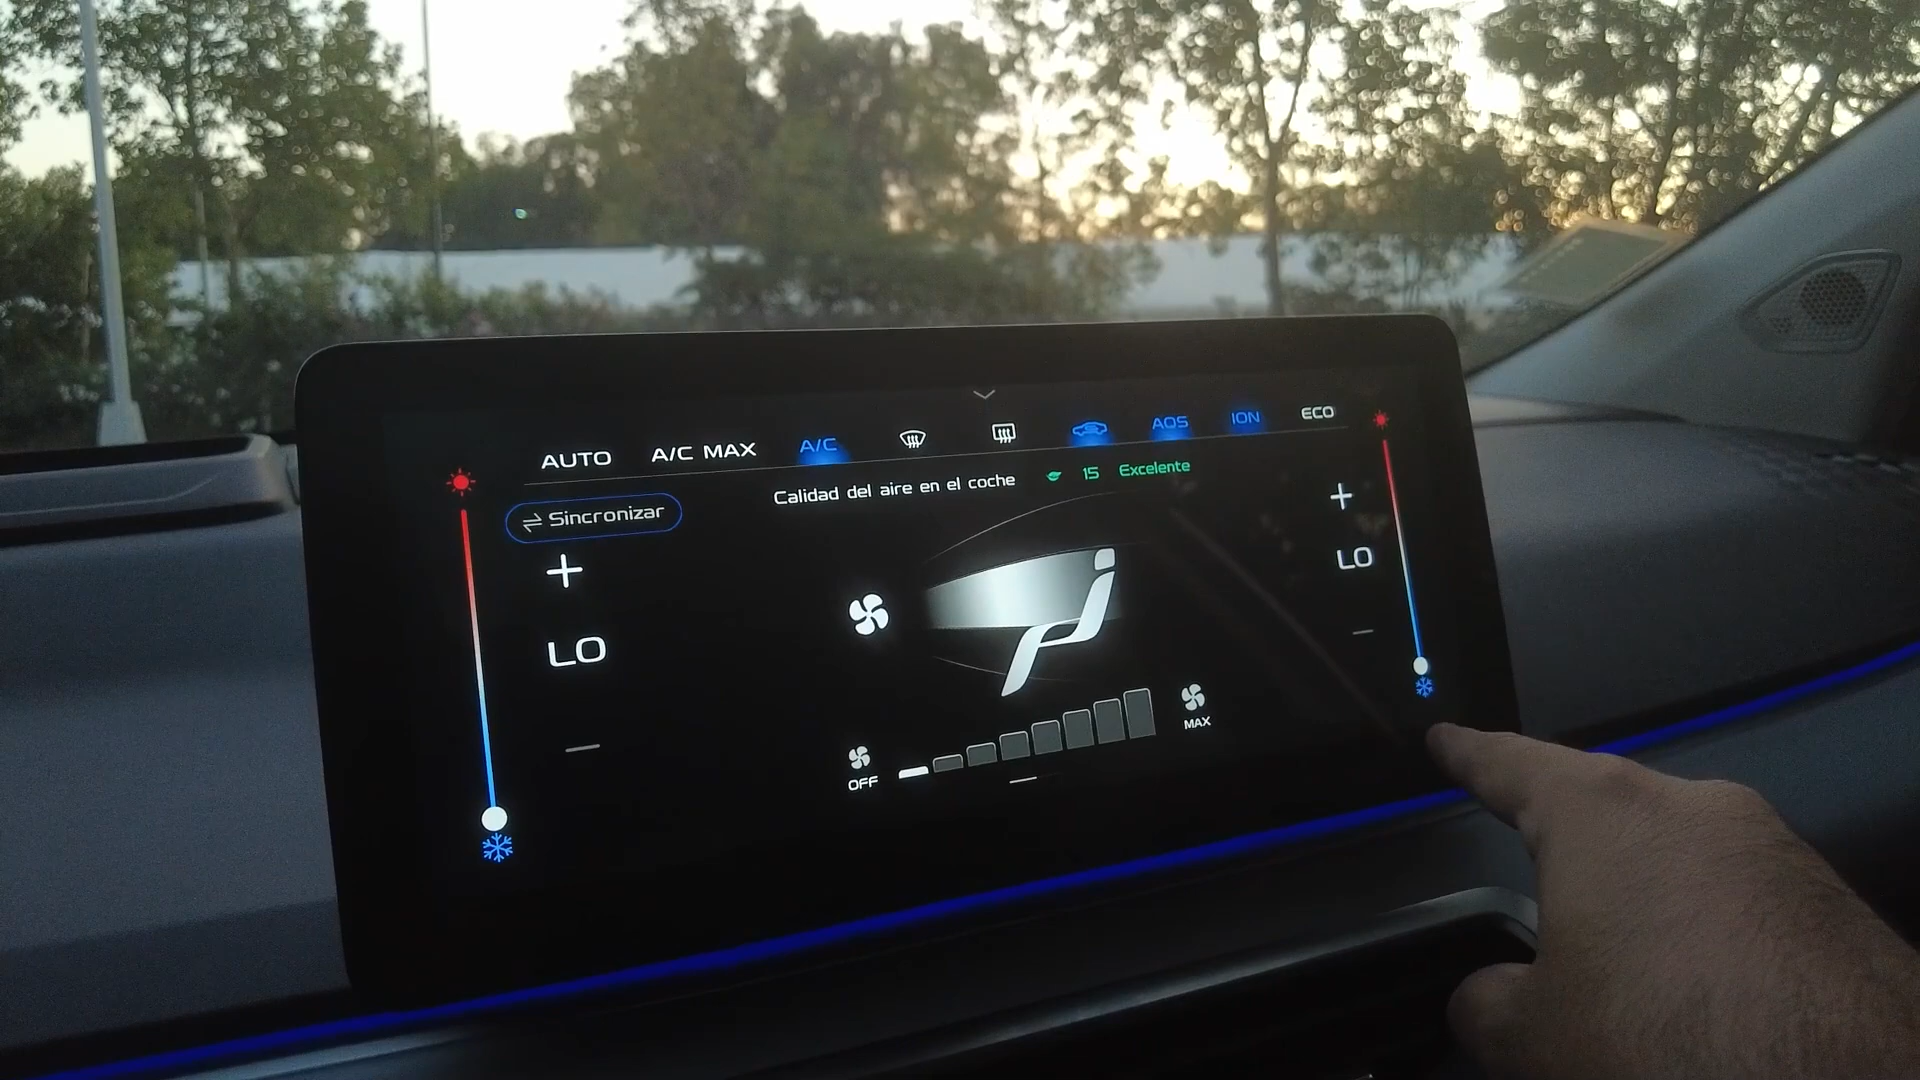 AUTO A/C MAX A/C AQS ION ECO
Calidad del aire en el coche 15 Excelente
Sincronizar
LO
LO
OFF
MAX